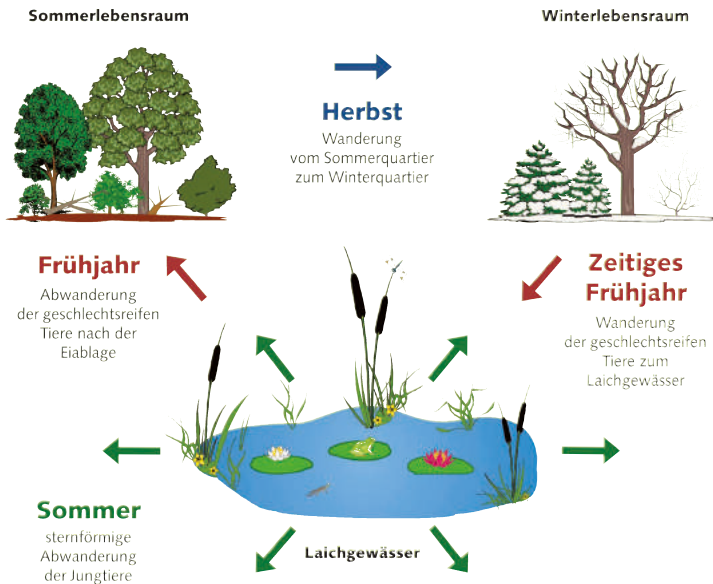 Sommerlebensraum
Winterlebensraum
Herbst
Wanderung
vom Sommerquartier
zum Winterquartier
Frühjahr
Abwanderung
der geschlechtsreifen
Tiere nach der
Eiablage
Zeitiges
Frühjahr
Wanderung
der geschlechtsreifen
Tiere zum
Laichgewässer
Sommer
sternförmige
Abwanderung
der Jungtiere
Laichgewässer